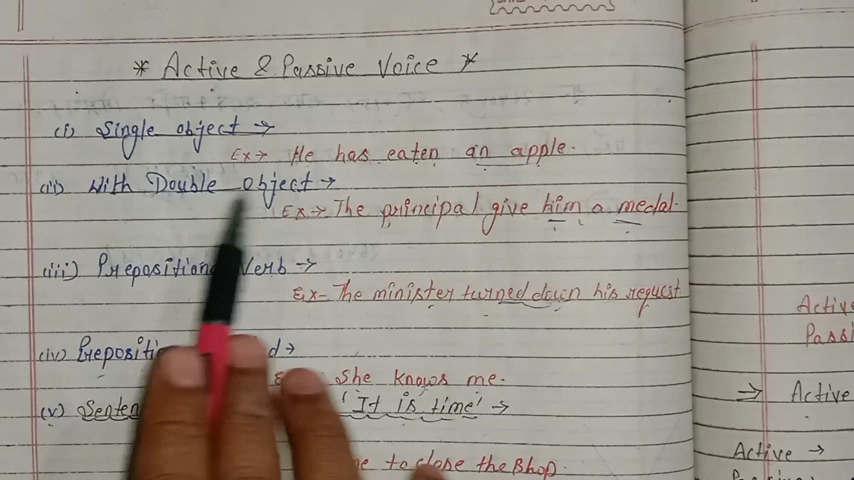 * Active & Passive Voice *
(i) Single object →
Ex→ He has eaten an apple.
(ii) With Double object →
Ex→ The principal give him a medal.
(iii) Prepositional Verb →
Ex- The minister turned down his request
(iv)
She knows me.
(v) 'It is time' →
to close the shop.
Active
Passi
⇒ Active
Active →